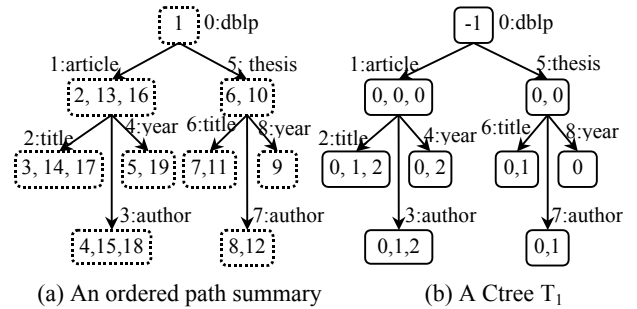 1 0:dblp
1:article 5: thesis
2, 13, 16 6, 10
2:title 4:year 6:title 8:year
3, 14, 17 5, 19 7,11 9
3:author 7:author
4,15,18 8,12
(a) An ordered path summary
-1 0:dblp
1:article 5:thesis
0, 0, 0 0, 0
2:title 4:year 6:title 8:year
0, 1, 2 0, 2 0,1 0
3:author 7:author
0,1,2 0,1
(b) A Ctree T₁